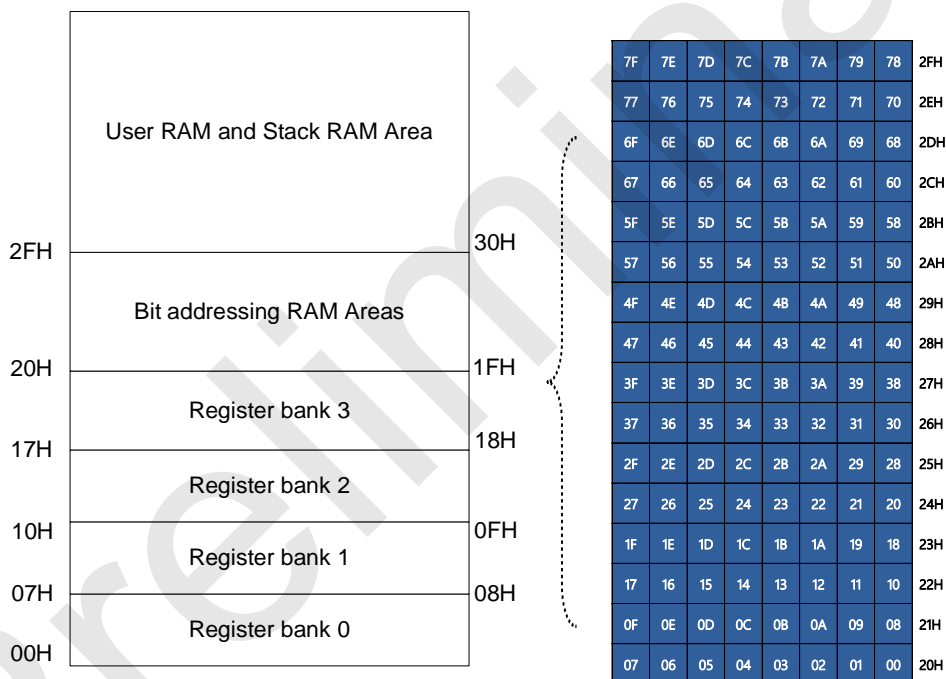 User RAM and Stack RAM Area
2FH
30H
Bit addressing RAM Areas
20H
1FH
Register bank 3
17H
18H
Register bank 2
10H
0FH
Register bank 1
07H
08H
Register bank 0
00H
7F 7E 7D 7C 7B 7A 79 78 2FH
77 76 75 74 73 72 71 70 2EH
6F 6E 6D 6C 6B 6A 69 68 2DH
67 66 65 64 63 62 61 60 2CH
5F 5E 5D 5C 5B 5A 59 58 2BH
57 56 55 54 53 52 51 50 2AH
4F 4E 4D 4C 4B 4A 49 48 29H
47 46 45 44 43 42 41 40 28H
3F 3E 3D 3C 3B 3A 39 38 27H
37 36 35 34 33 32 31 30 26H
2F 2E 2D 2C 2B 2A 29 28 25H
27 26 25 24 23 22 21 20 24H
1F 1E 1D 1C 1B 1A 19 18 23H
17 16 15 14 13 12 11 10 22H
0F 0E 0D 0C 0B 0A 09 08 21H
07 06 05 04 03 02 01 00 20H
Prelimina